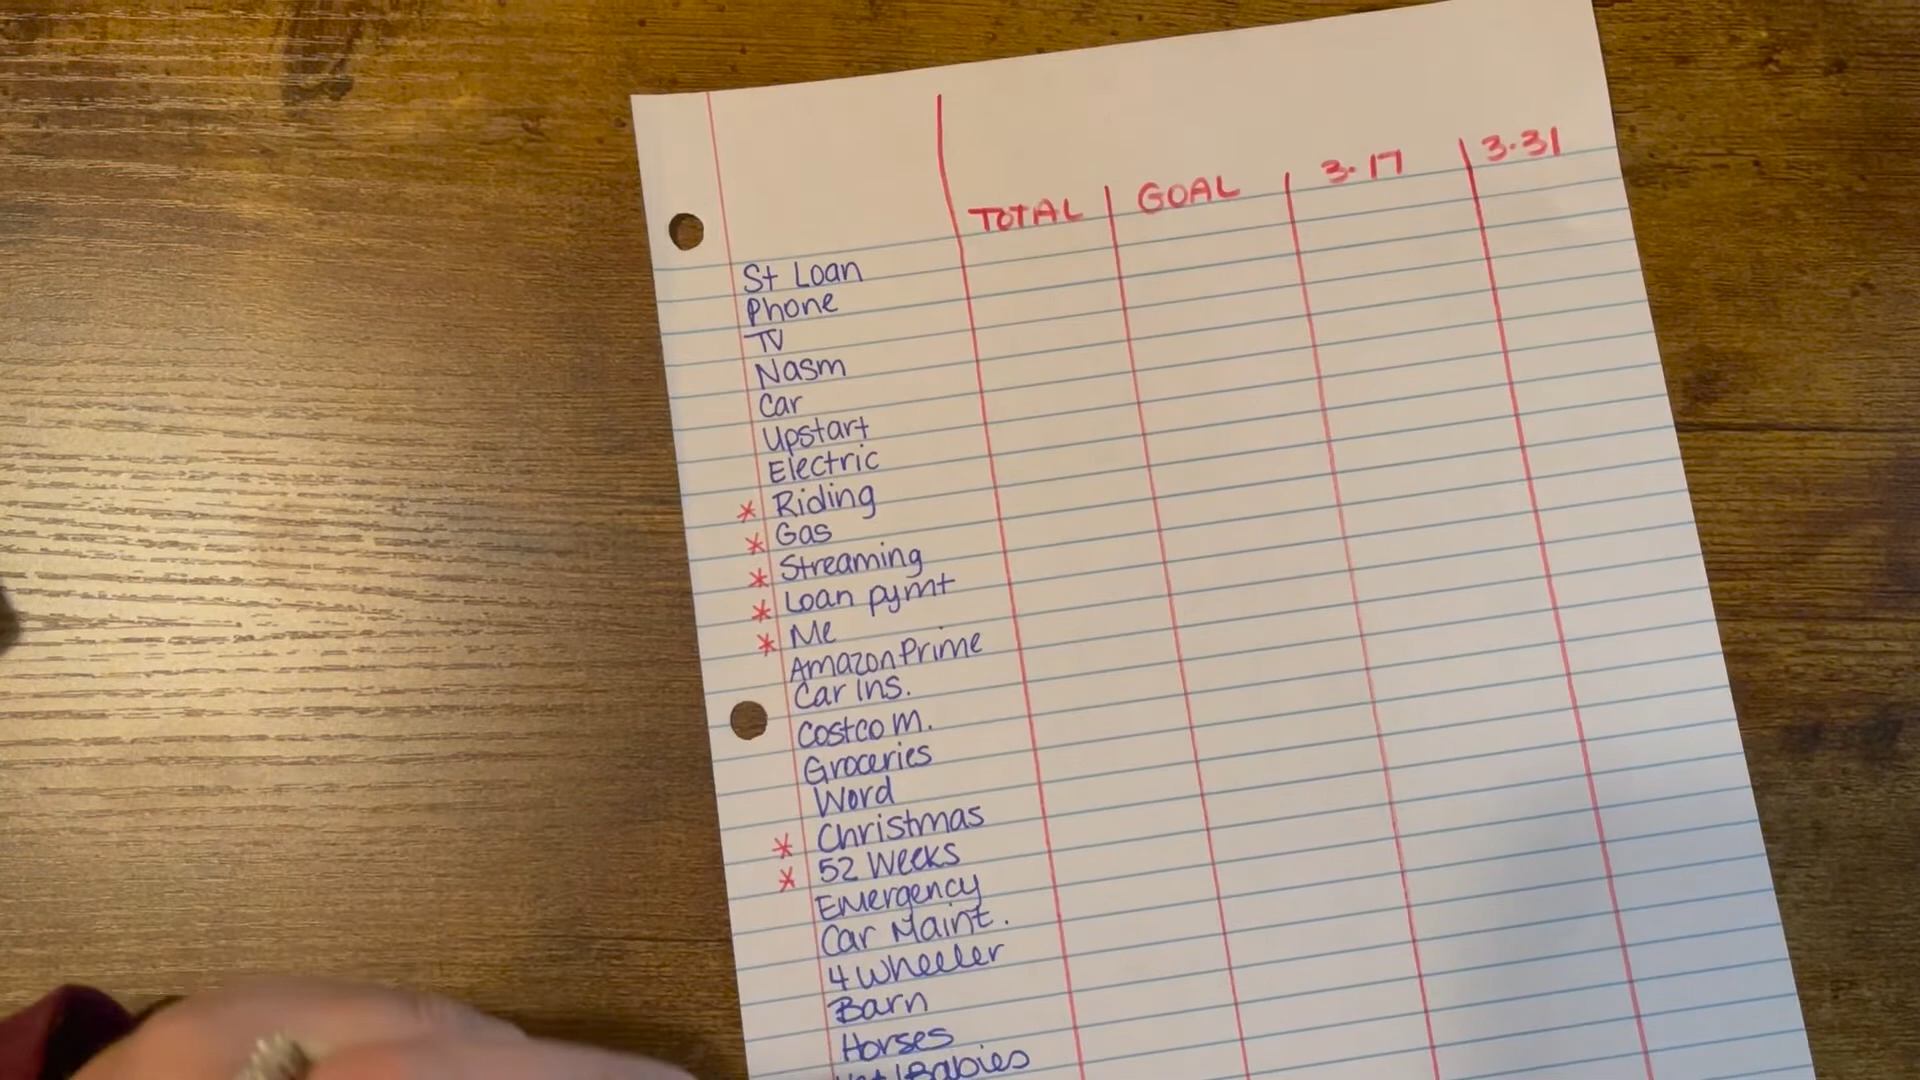 TOTAL GOAL 3.17 3.31
St Loan
Phone
TV
Nasm
Car
Upstart
Electric
* Riding
* Gas
* Streaming
* Loan pymt
* Me
Amazon Prime
Car Ins.
Costco M.
Groceries
Word
* Christmas
* 52 Weeks
Emergency
Car Maint.
4 Wheeler
Barn
Horses
Babies